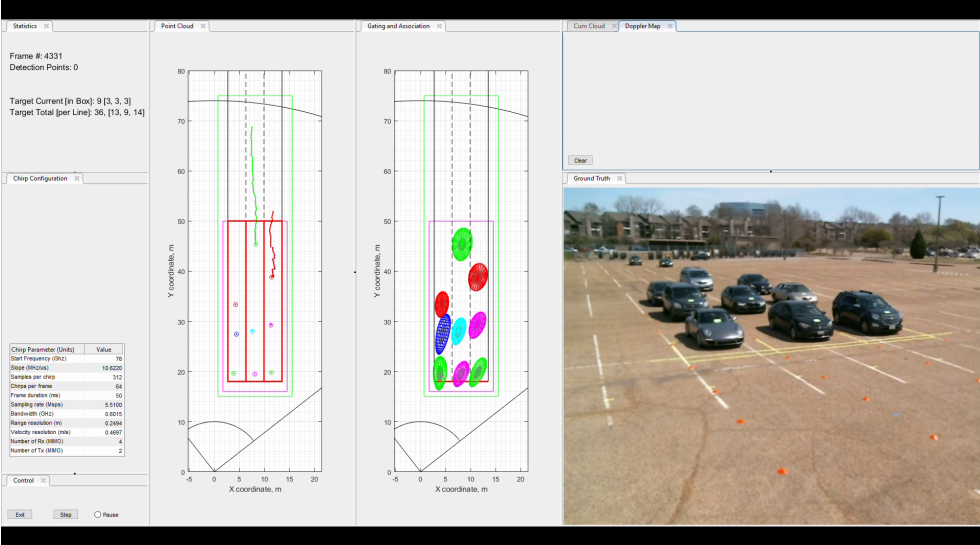 Statistics
Frame #: 4331
Detection Points: 0
Target Current [in Box]: 9 [3, 3, 3]
Target Total [per Line]: 36, [13, 9, 14]
Chirp Configuration
Chirp Parameter (Units) Value
Start Frequency (Ghz) 76
Slope (MHz/us) 10.6220
Samples per chirp 312
Chirps per frame 64
Frame duration (ms) 50
Sampling rate (Msps) 5.5100
Bandwidth (GHz) 0.6015
Range resolution (m) 0.2494
Velocity resolution (m/s) 0.4697
Number of Rx (MIMO) 4
Number of Tx (MIMO) 2
Control
Exit Step Pause
Point Cloud
80
70
60
50
40
30
20
10
0
Y coordinate, m
-5 0 5 10 15 20
X coordinate, m
Gating and Association
80
70
60
50
40
30
20
10
0
Y coordinate, m
-5 0 5 10 15 20
X coordinate, m
Cum Cloud Doppler Map
Clear
Ground Truth